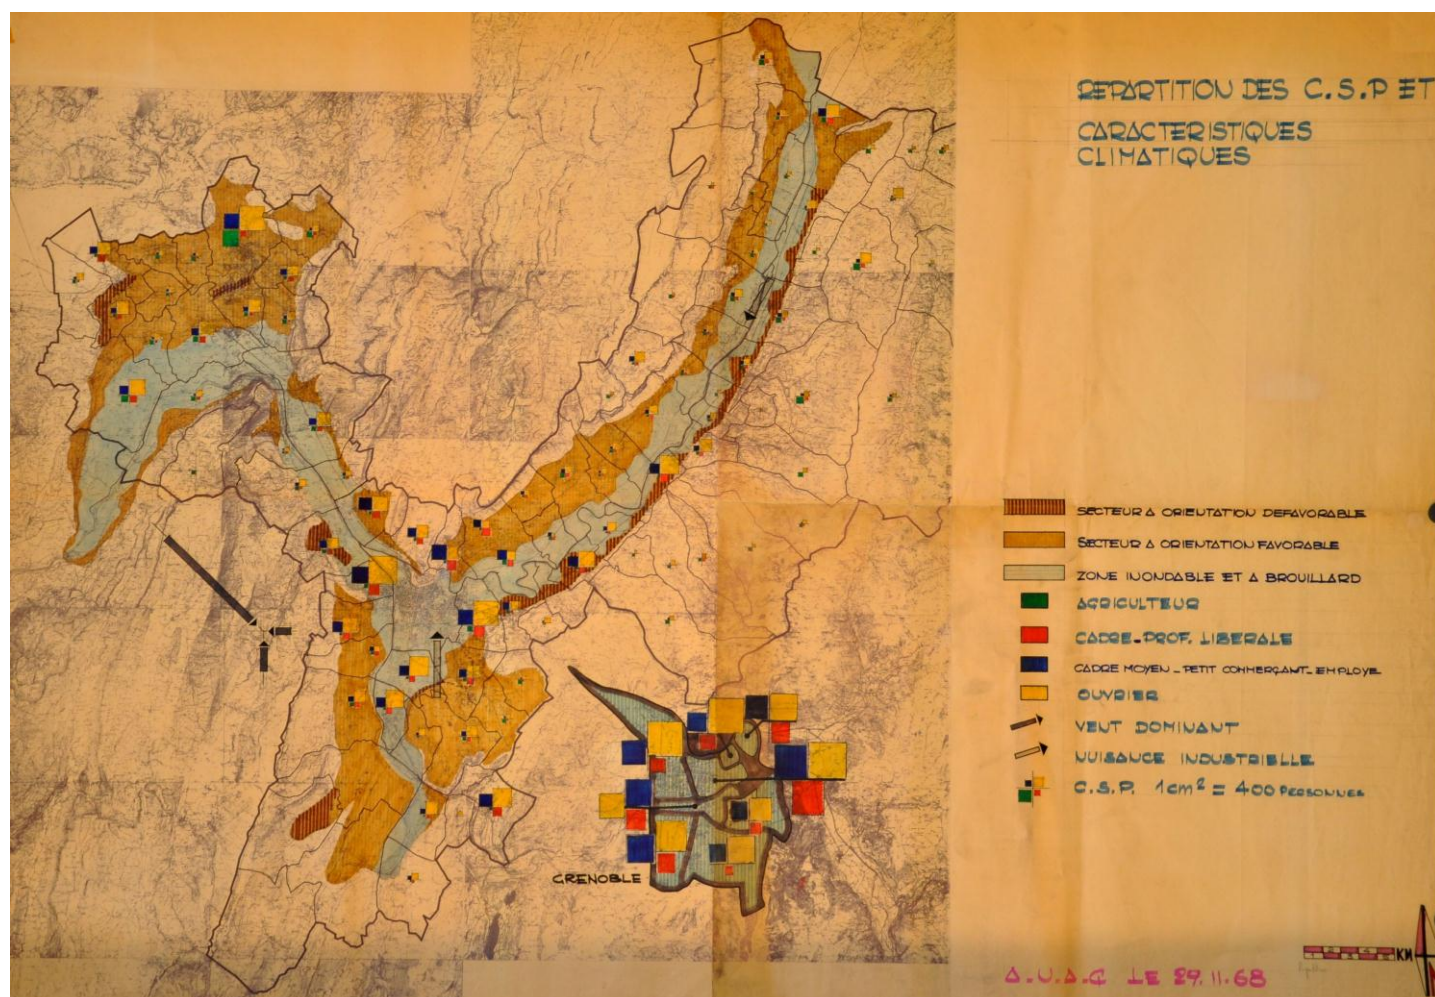 REPARTITION DES C.S.P ET
CARACTERISTIQUES
CLIMATIQUES
SECTEUR A ORIENTATION DEFAVORABLE
SECTEUR A ORIENTATION FAVORABLE
ZONE INONDABLE ET A BROUILLARD
AGRICULTEUR
CADRE-PROF. LIBERALE
CADRE MOYEN - PETIT COMMERÇANT-EMPLOYE
OUVRIER
VENT DOMINANT
NUISANCE INDUSTRIELLE
C.S.P. 1cm² = 400 PERSONNES
GRENOBLE
KM
A.U.A.G LE 29.11.68